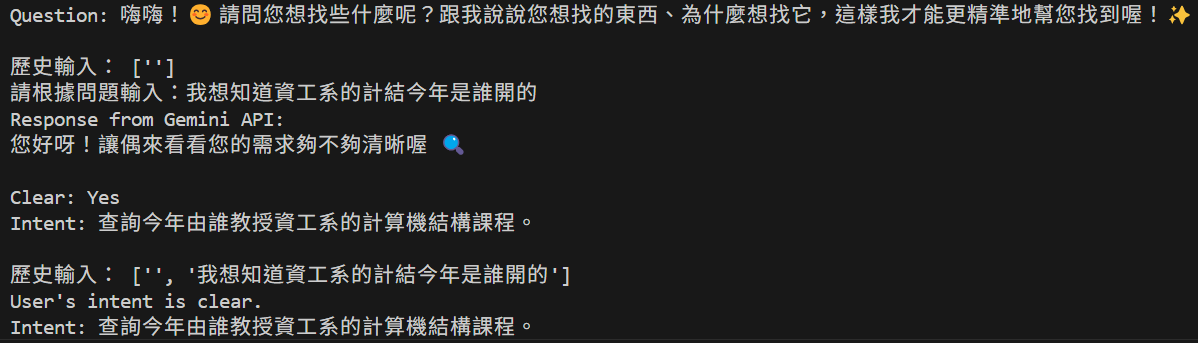 Question: 嗨嗨！😊 請問您想找些什麼呢？跟我說說您想找的東西、為什麼想找它，這樣我才能更精準地幫您找到喔！✨
歷史輸入： ['']
請根據問題輸入：我想知道資工系的計結今年是誰開的
Response from Gemini API:
您好呀！讓偶來看看您的需求夠不夠清晰喔 🔍
Clear: Yes
Intent: 查詢今年由誰教授資工系的計算機結構課程。
歷史輸入： ['', '我想知道資工系的計結今年是誰開的']
User's intent is clear.
Intent: 查詢今年由誰教授資工系的計算機結構課程。